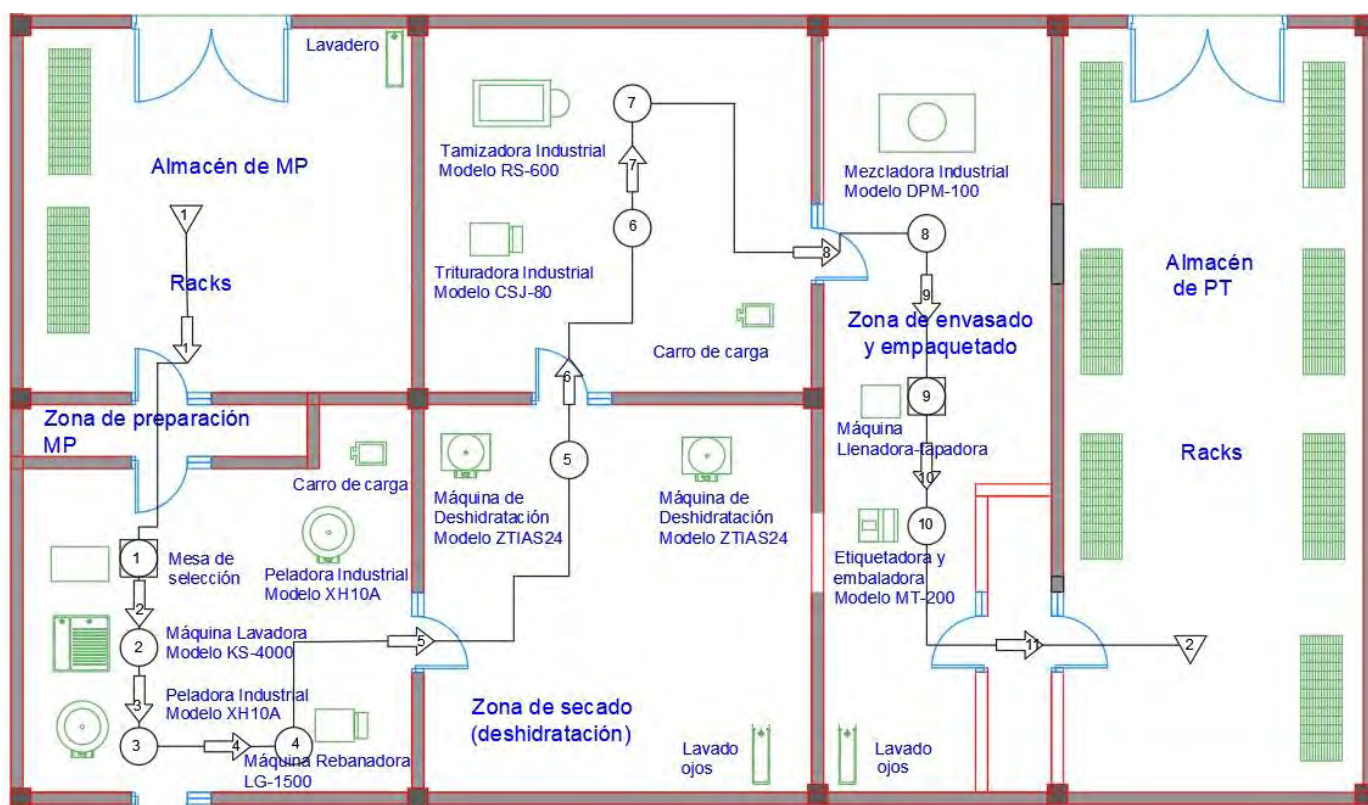 Lavadero
Almacén de MP
1
Racks
1
Zona de preparación
MP
Carro de carga
1
Mesa de
selección
Peladora Industrial
Modelo XH10A
2
2
Máquina Lavadora
Modelo KS-4000
3
Peladora Industrial
Modelo XH10A
3
4
4
Máquina Rebanadora
LG-1500
Tamizadora Industrial
Modelo RS-600
7
7
6
Trituradora Industrial
Modelo CSJ-80
Carro de carga
6
5
Máquina de
Deshidratación
Modelo ZTIAS24
Máquina de
Deshidratación
Modelo ZTIAS24
5
Zona de secado
(deshidratación)
Lavado
ojos
Mezcladora Industrial
Modelo DPM-100
8
8
9
Zona de envasado
y empaquetado
9
Máquina
Llenadora-tapadora
10
10
Etiquetadora y
embaladora
Modelo MT-200
11
Lavado
ojos
Almacén
de PT
Racks
2